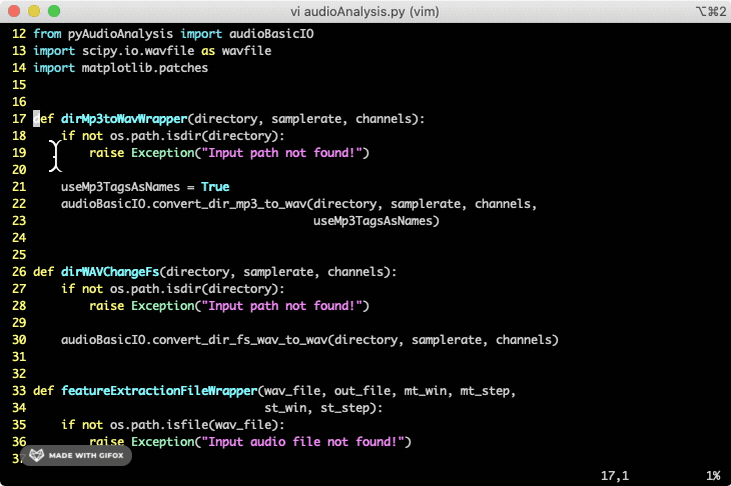 vi audioAnalysis.py (vim) ⌥⌘2
12 from pyAudioAnalysis import audioBasicIO
13 import scipy.io.wavfile as wavfile
14 import matplotlib.patches
15
16
17 def dirMp3toWavWrapper(directory, samplerate, channels):
18     if not os.path.isdir(directory):
19         raise Exception("Input path not found!")
20
21     useMp3TagsAsNames = True
22     audioBasicIO.convert_dir_mp3_to_wav(directory, samplerate, channels,
23                                         useMp3TagsAsNames)
24
25
26 def dirWAVChangeFs(directory, samplerate, channels):
27     if not os.path.isdir(directory):
28         raise Exception("Input path not found!")
29
30     audioBasicIO.convert_dir_fs_wav_to_wav(directory, samplerate, channels)
31
32
33 def featureExtractionFileWrapper(wav_file, out_file, mt_win, mt_step,
34                                  st_win, st_step):
35     if not os.path.isfile(wav_file):
36         raise Exception("Input audio file not found!")
37
MADE WITH GIFOX
17,1 1%